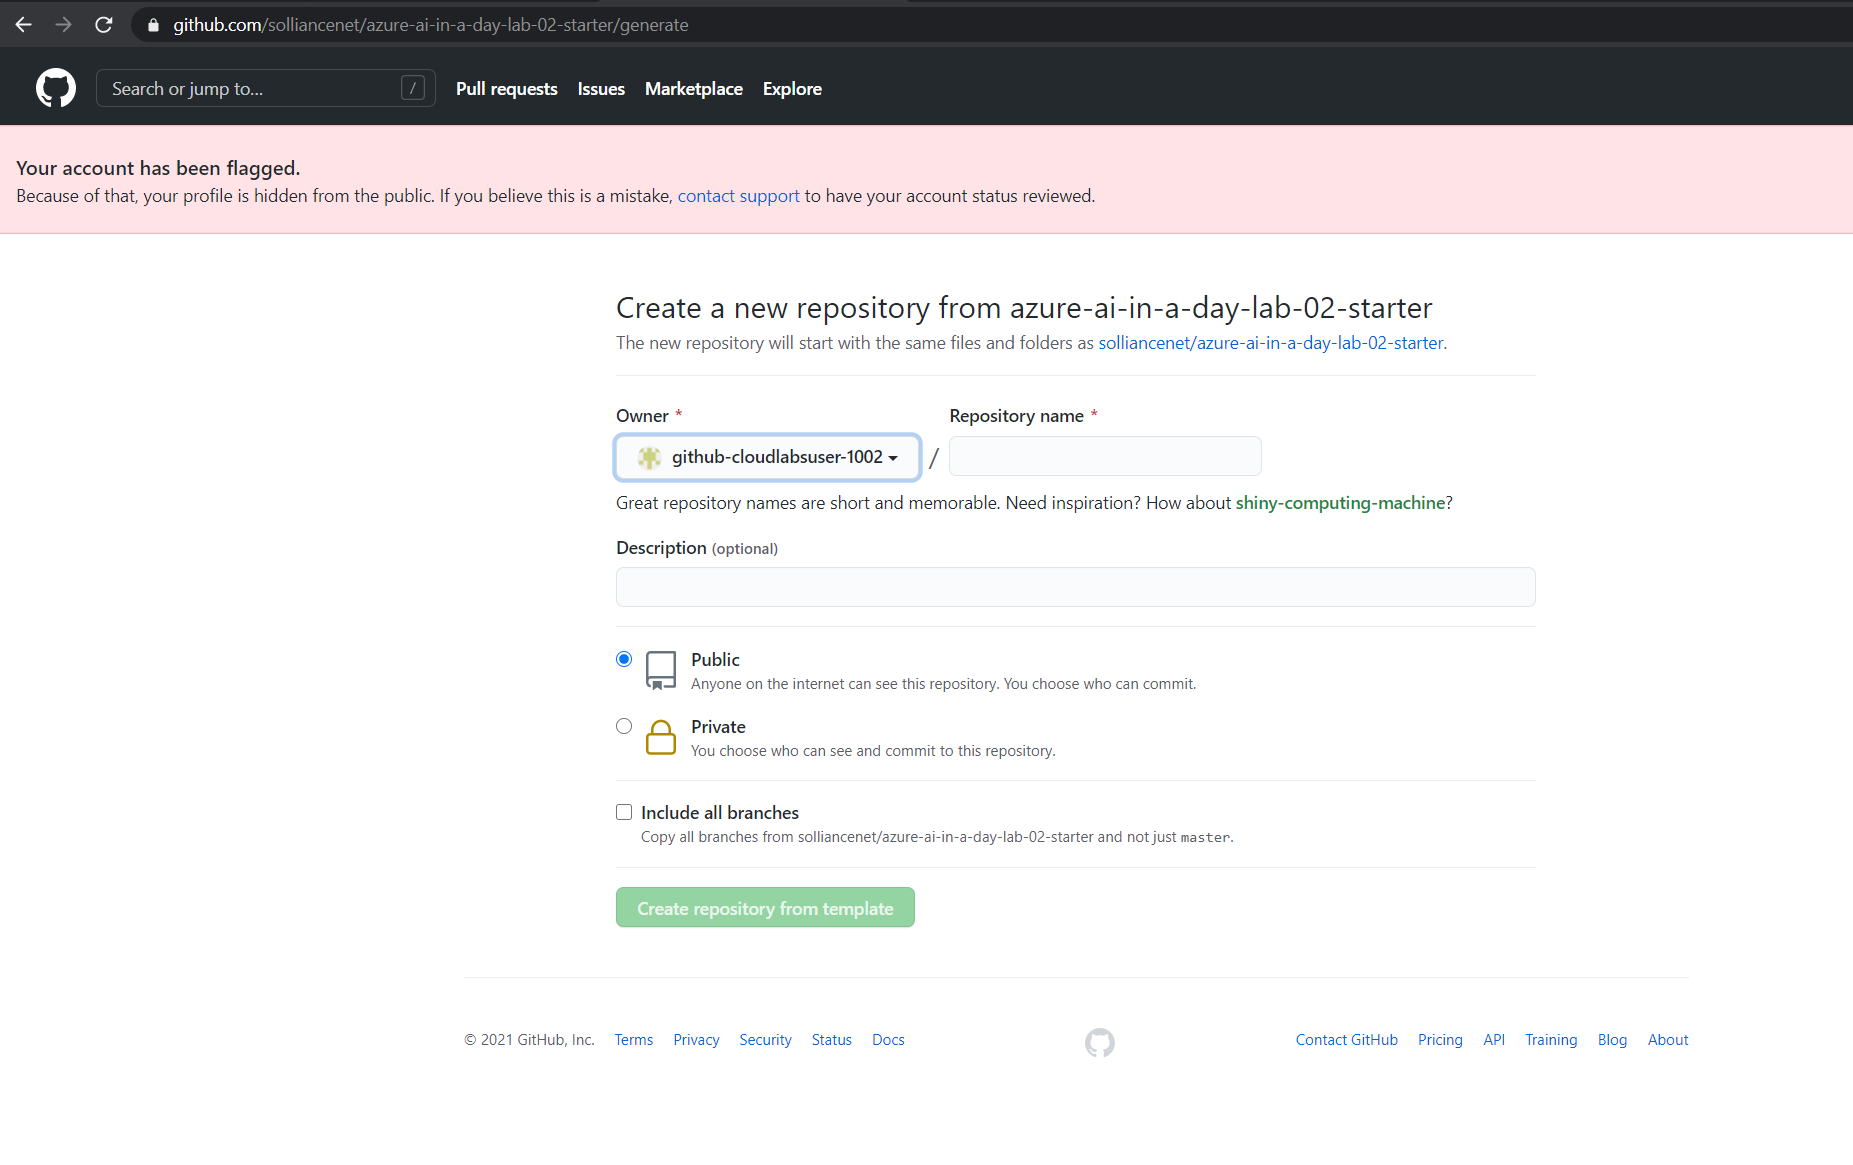 github.com/solliancenet/azure-ai-in-a-day-lab-02-starter/generate
Search or jump to... /
Pull requests Issues Marketplace Explore
Your account has been flagged.
Because of that, your profile is hidden from the public. If you believe this is a mistake, contact support to have your account status reviewed.
Create a new repository from azure-ai-in-a-day-lab-02-starter
The new repository will start with the same files and folders as solliancenet/azure-ai-in-a-day-lab-02-starter.
Owner * Repository name *
github-cloudlabsuser-1002 /
Great repository names are short and memorable. Need inspiration? How about shiny-computing-machine?
Description (optional)
Public
Anyone on the internet can see this repository. You choose who can commit.
Private
You choose who can see and commit to this repository.
Include all branches
Copy all branches from solliancenet/azure-ai-in-a-day-lab-02-starter and not just master.
Create repository from template
© 2021 GitHub, Inc. Terms Privacy Security Status Docs Contact GitHub Pricing API Training Blog About